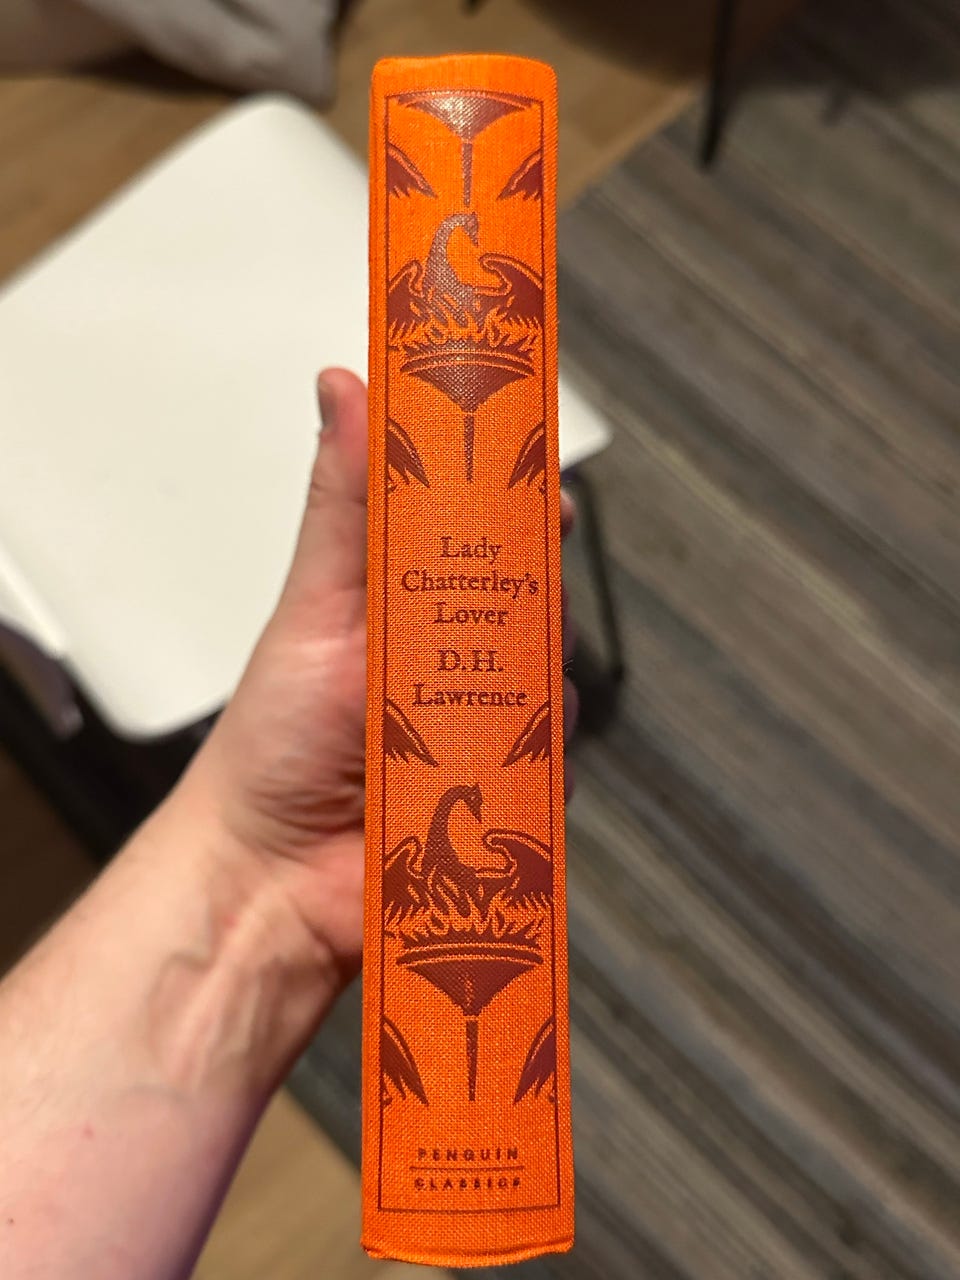 Lady
Chatterley's
Lover
D.H.
Lawrence
PENGUIN
CLASSICS